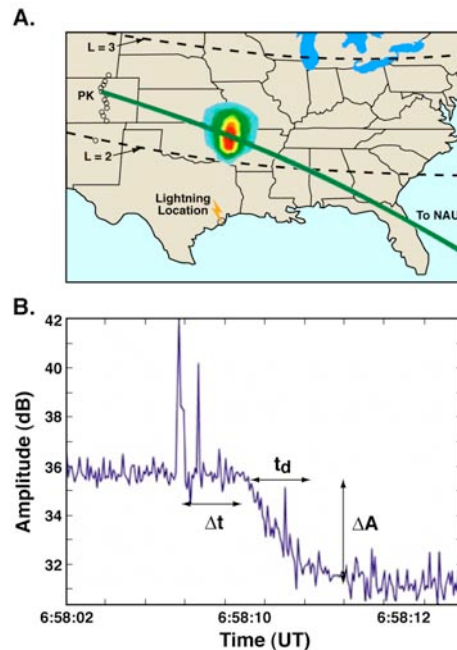 A.
L = 3
PK
L = 2
Lightning
Location
To NAU
B.
42
40
38
36
34
32
Amplitude (dB)
Δt
td
ΔA
6:58:02
6:58:10
6:58:12
Time (UT)